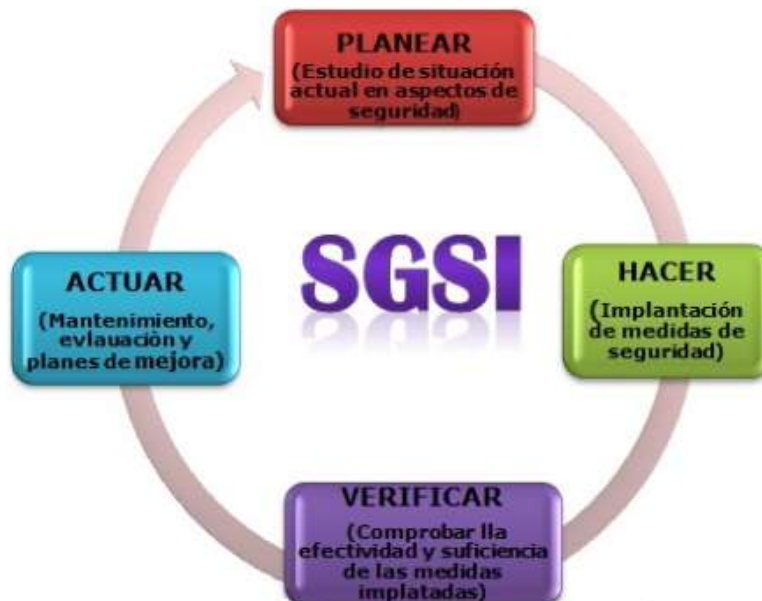 PLANEAR
(Estudio de situación
actual en aspectos de
seguridad)
SGSI
HACER
(Implantación
de medidas de
seguridad)
VERIFICAR
(Comprobar lla
efectividad y suficiencia
de las medidas
implatadas)
ACTUAR
(Mantenimiento,
evlauación y
planes de mejora)